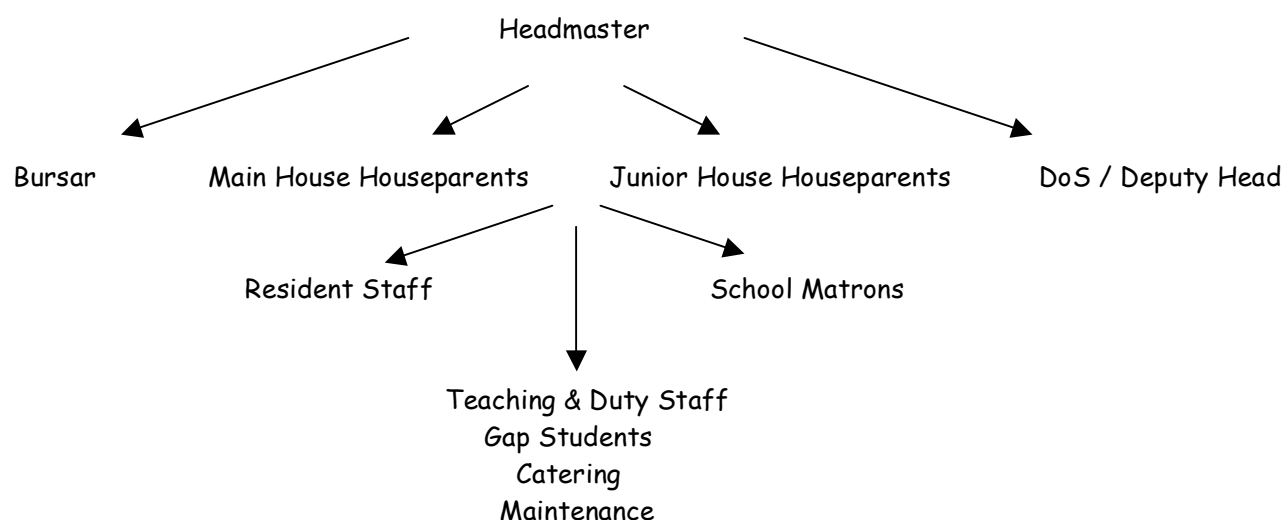 Headmaster
Bursar Main House Houseparents Junior House Houseparents DoS / Deputy Head
Resident Staff School Matrons
Teaching & Duty Staff
Gap Students
Catering
Maintenance